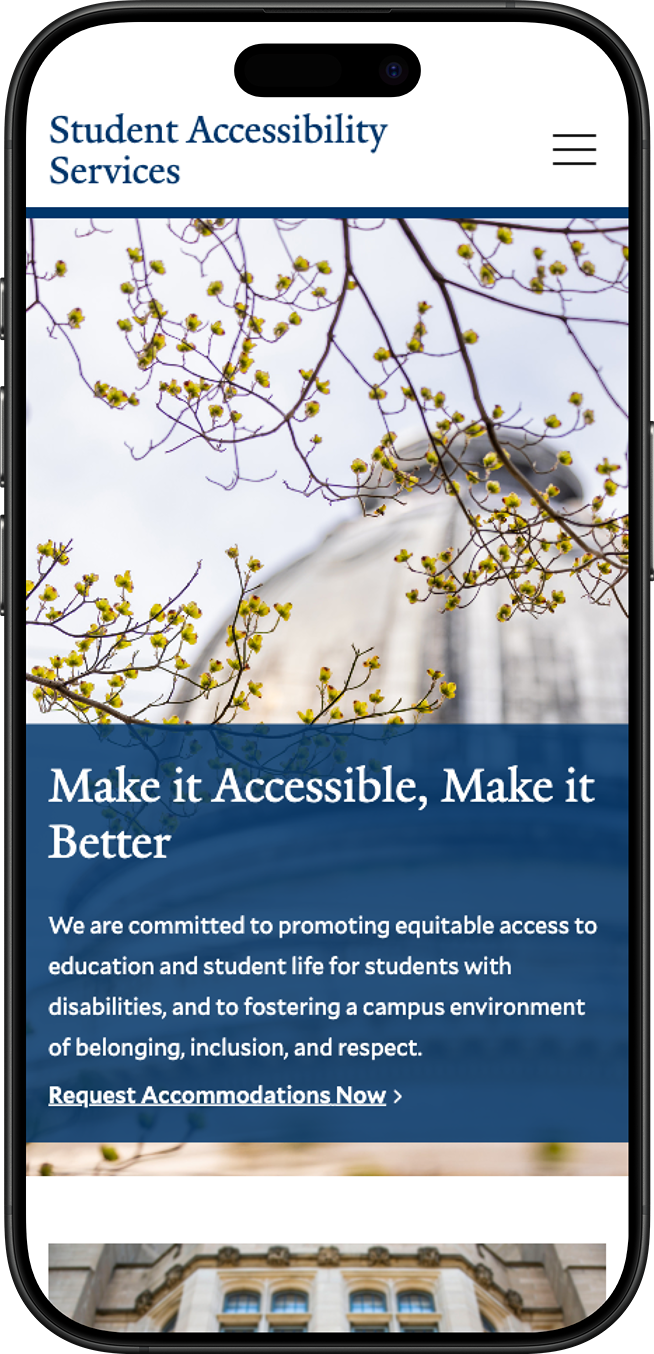 Student Accessibility
Services
Make it Accessible, Make it
Better
We are committed to promoting equitable access to
education and student life for students with
disabilities, and to fostering a campus environment
of belonging, inclusion, and respect.
Request Accommodations Now ›